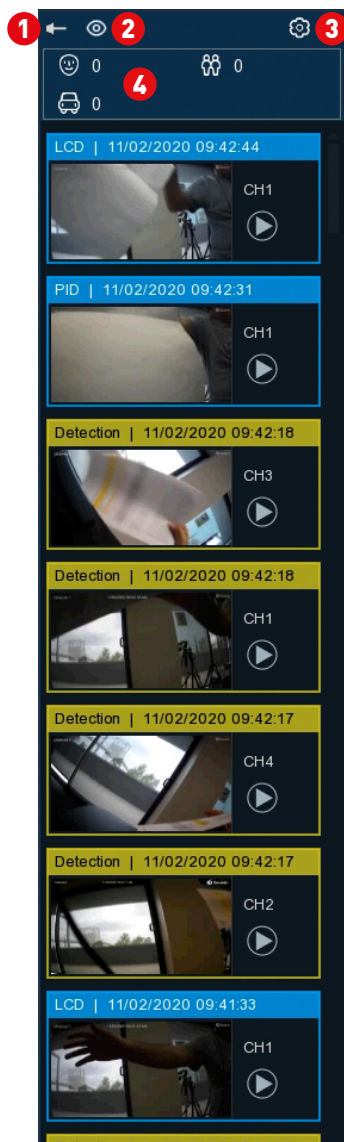 1 2 3
0 0
4
0
LCD | 11/02/2020 09:42:44
CH1
PID | 11/02/2020 09:42:31
CH1
Detection | 11/02/2020 09:42:18
CH3
Detection | 11/02/2020 09:42:18
CH1
Detection | 11/02/2020 09:42:17
CH4
Detection | 11/02/2020 09:42:17
CH2
LCD | 11/02/2020 09:41:33
CH1